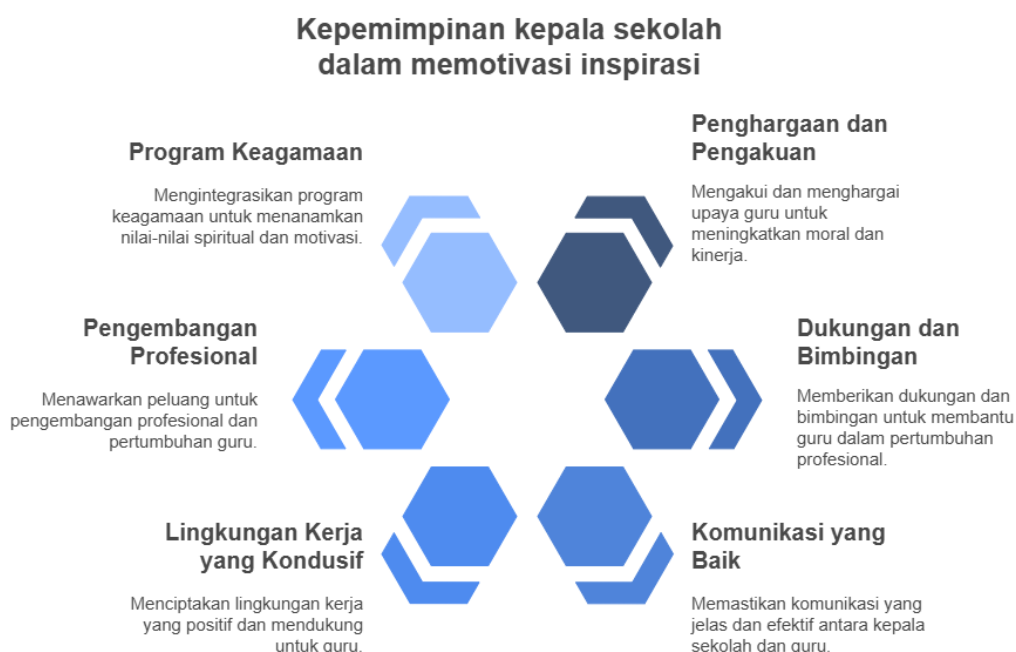 Kepemimpinan kepala sekolah
dalam memotivasi inspirasi
Program Keagamaan
Mengintegrasikan program
keagamaan untuk menanamkan
nilai-nilai spiritual dan motivasi.
Penghargaan dan
Pengakuan
Mengakui dan menghargai
upaya guru untuk
meningkatkan moral dan
kinerja.
Pengembangan
Profesional
Menawarkan peluang untuk
pengembangan profesional dan
pertumbuhan guru.
Dukungan dan
Bimbingan
Memberikan dukungan dan
bimbingan untuk membantu
guru dalam pertumbuhan
profesional.
Lingkungan Kerja
yang Kondusif
Menciptakan lingkungan kerja
yang positif dan mendukung
untuk guru.
Komunikasi yang
Baik
Memastikan komunikasi yang
jelas dan efektif antara kepala
sekolah dan guru.